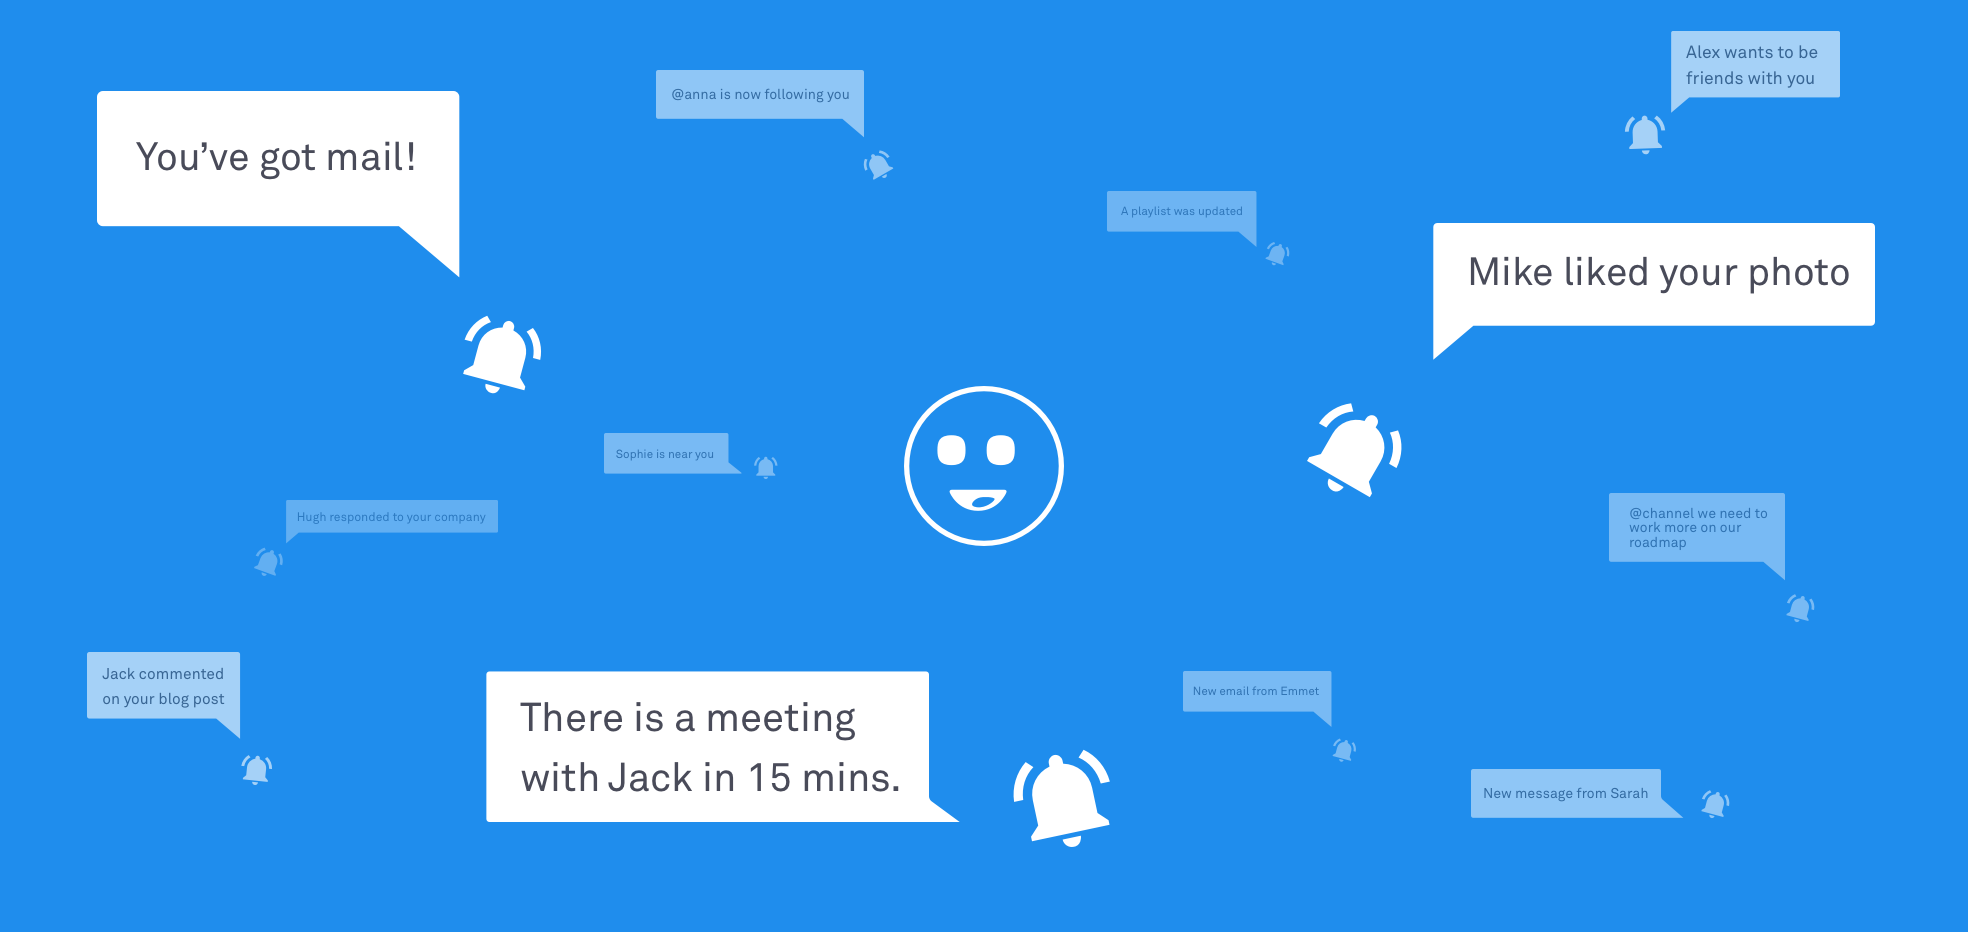 You’ve got mail!
@anna is now following you
Alex wants to be
friends with you
A playlist was updated
Mike liked your photo
Sophie is near you
Hugh responded to your company
@channel we need to
work more on our
roadmap
Jack commented
on your blog post
There is a meeting
with Jack in 15 mins.
New email from Emmet
New message from Sarah